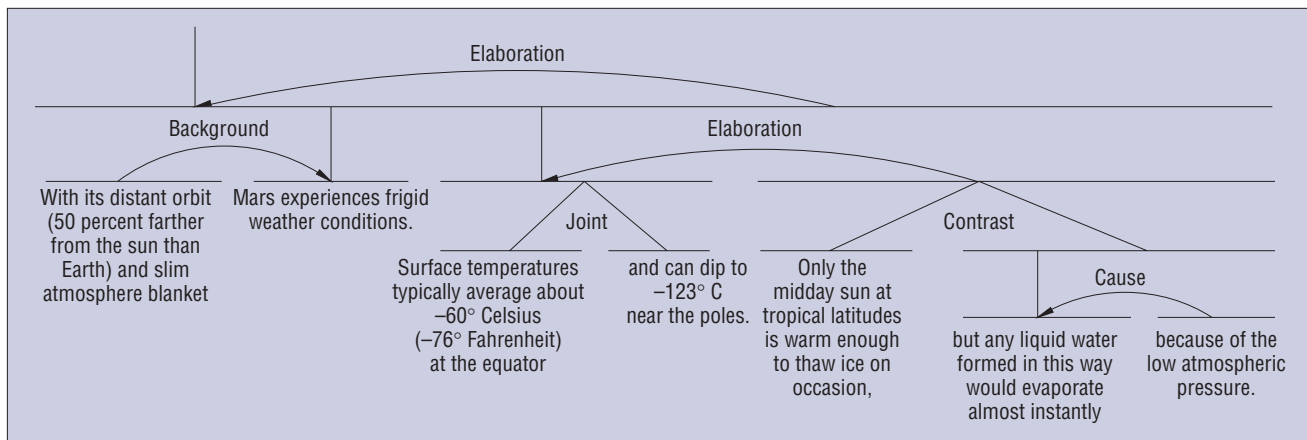 Elaboration
Background
Elaboration
With its distant orbit
(50 percent farther
from the sun than
Earth) and slim
atmosphere blanket
Mars experiences frigid
weather conditions.
Joint
Contrast
Surface temperatures
typically average about
–60° Celsius
(–76° Fahrenheit)
at the equator
and can dip to
–123° C
near the poles.
Only the
midday sun at
tropical latitudes
is warm enough
to thaw ice on
occasion,
Cause
but any liquid water
formed in this way
would evaporate
almost instantly
because of the
low atmospheric
pressure.